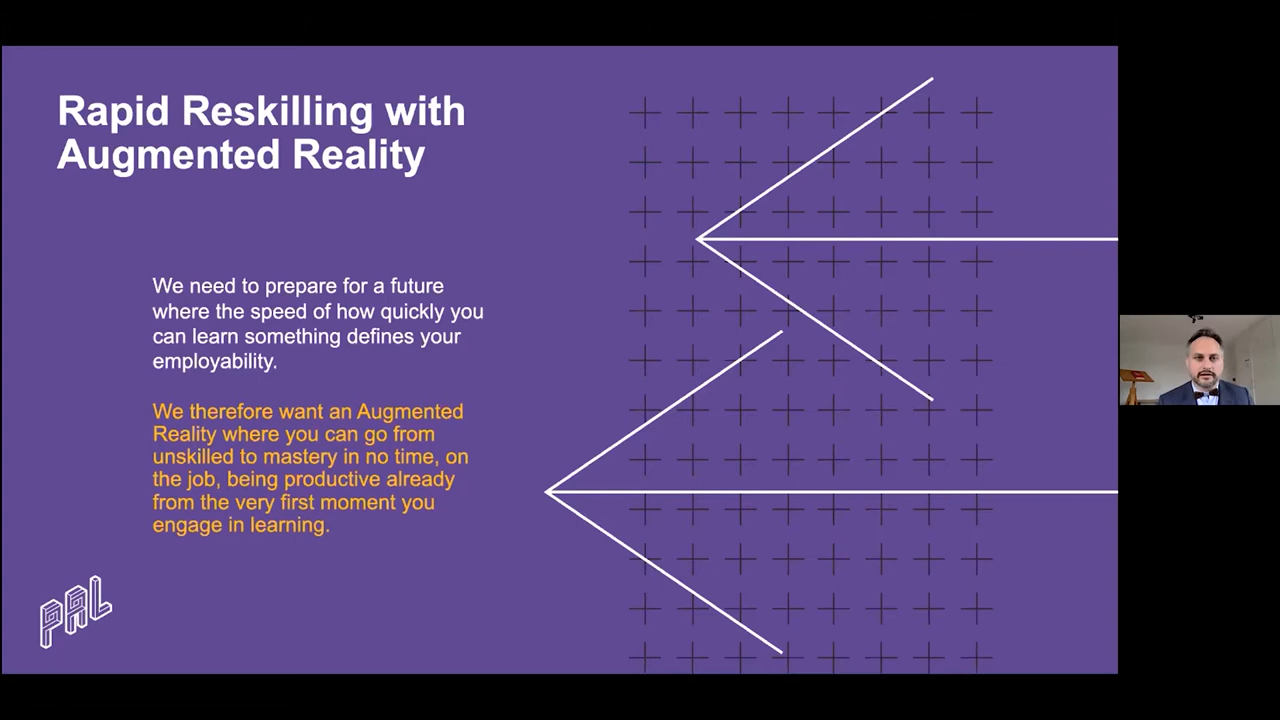 Rapid Reskilling with
Augmented Reality
We need to prepare for a future
where the speed of how quickly you
can learn something defines your
employability.
We therefore want an Augmented
Reality where you can go from
unskilled to mastery in no time, on
the job, being productive already
from the very first moment you
engage in learning.
PAL